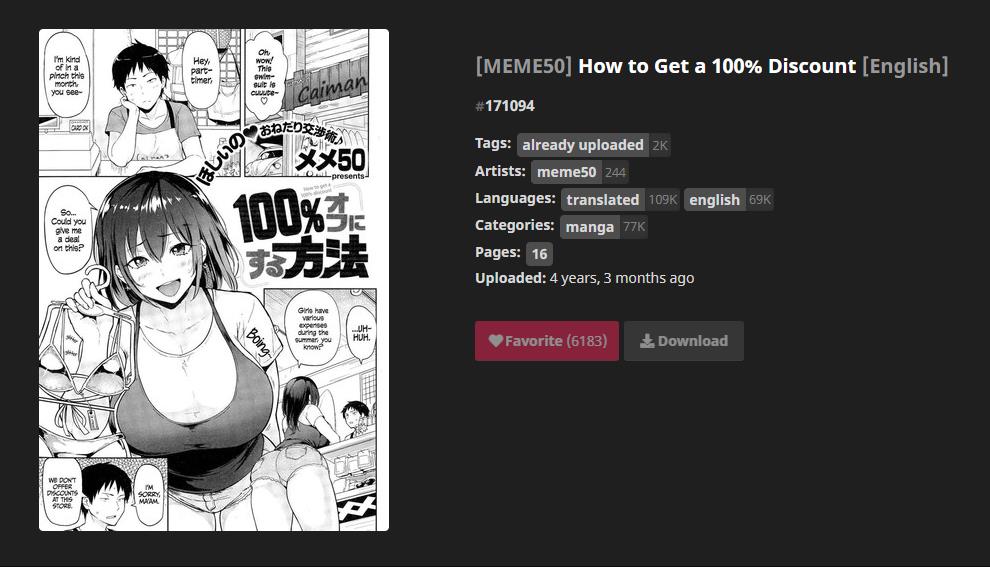 I'm kind
of in a
pinch this
month,
you see~
Hey,
part-
timer,
Oh,
wow!
This
swim-
suit is
cuuute~
♡
Caiman
CARD OK
ほしいの♥おねだり交渉術♪
メメ50
presents
How to get a
100% discount
100%オフに
する方法
So...
Could you
give me
a deal
on this?
Boing~
Girls have
various
expenses
during the
summer, you
know?
...UH-
HUH.
WE DON'T
OFFER
DISCOUNTS
AT THIS
STORE.
I'M
SORRY,
MA'AM.
[MEME50] How to Get a 100% Discount [English]
#171094
Tags: already uploaded 2K
Artists: meme50 244
Languages: translated 109K english 69K
Categories: manga 77K
Pages: 16
Uploaded: 4 years, 3 months ago
Favorite (6183)
Download